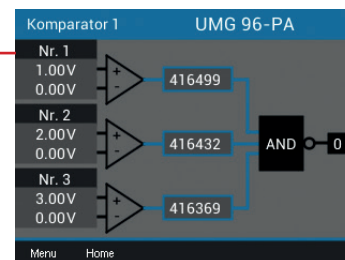 Komparator 1 UMG 96-PA
Nr. 1
1.00V
0.00V
+
-
416499
Nr. 2
2.00V
0.00V
+
-
416432
AND
0
Nr. 3
3.00V
0.00V
+
-
416369
Menu Home